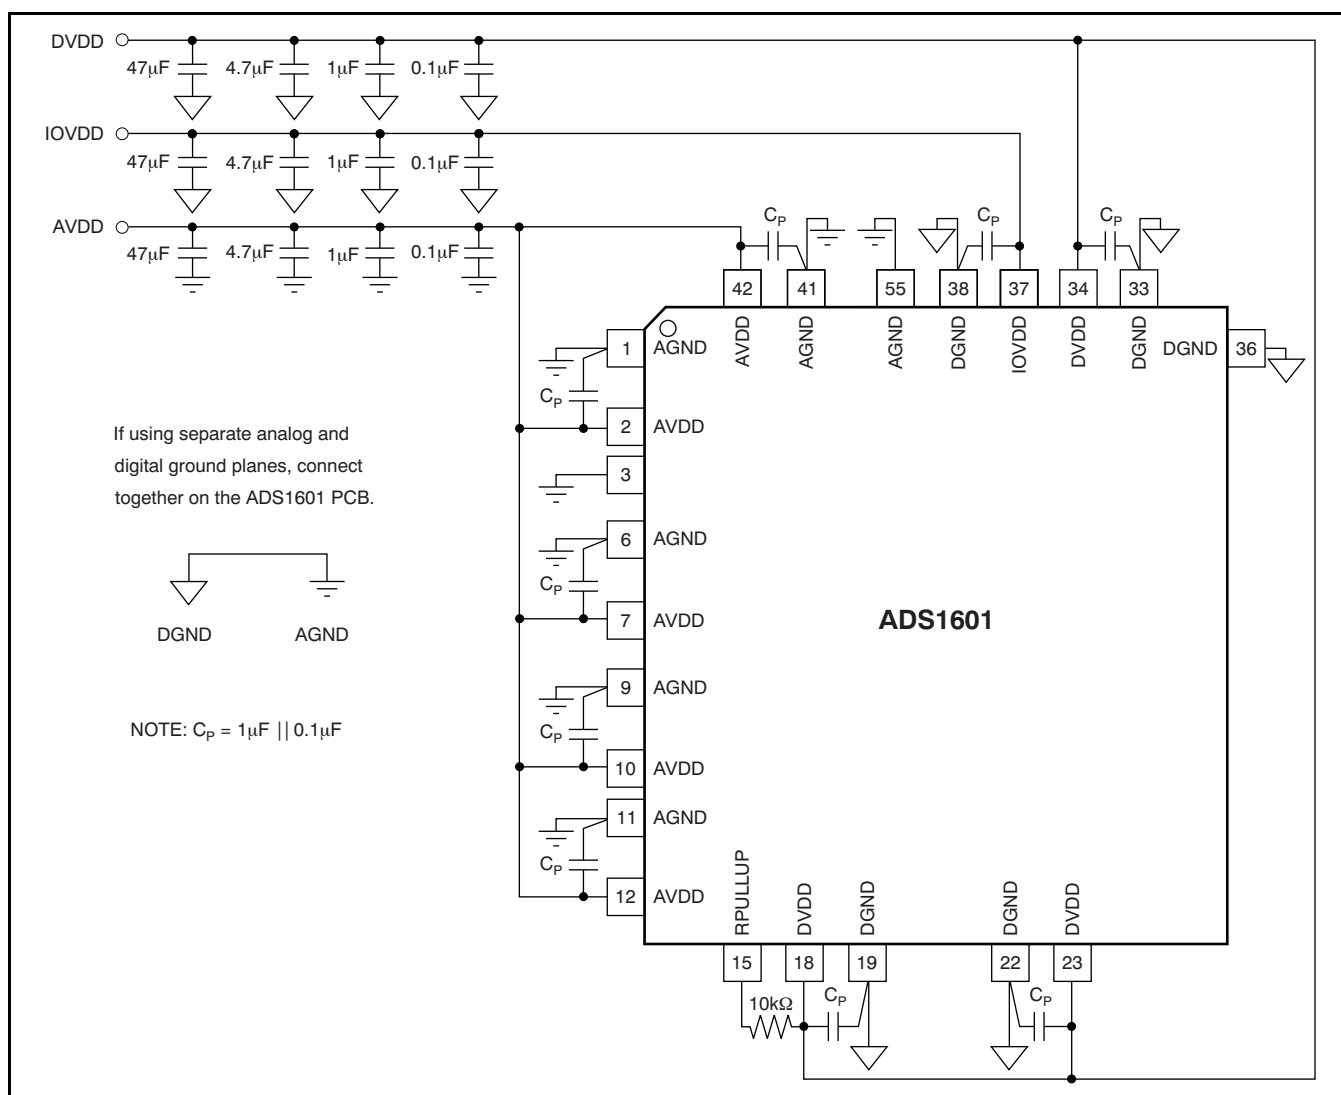 DVDD
47μF
4.7μF
1μF
0.1μF
IOVDD
47μF
4.7μF
1μF
0.1μF
AVDD
47μF
4.7μF
1μF
0.1μF
CP
CP
CP
42
41
55
38
37
34
33
AVDD
AGND
AGND
DGND
IOVDD
DVDD
DGND
DGND
36
1
AGND
CP
2
AVDD
3
6
AGND
CP
7
AVDD
9
AGND
CP
10
AVDD
11
AGND
CP
12
AVDD
If using separate analog and
digital ground planes, connect
together on the ADS1601 PCB.
DGND
AGND
NOTE: CP = 1μF || 0.1μF
ADS1601
RPULLUP
DVDD
DGND
DGND
DVDD
15
18
19
22
23
10kΩ
CP
CP